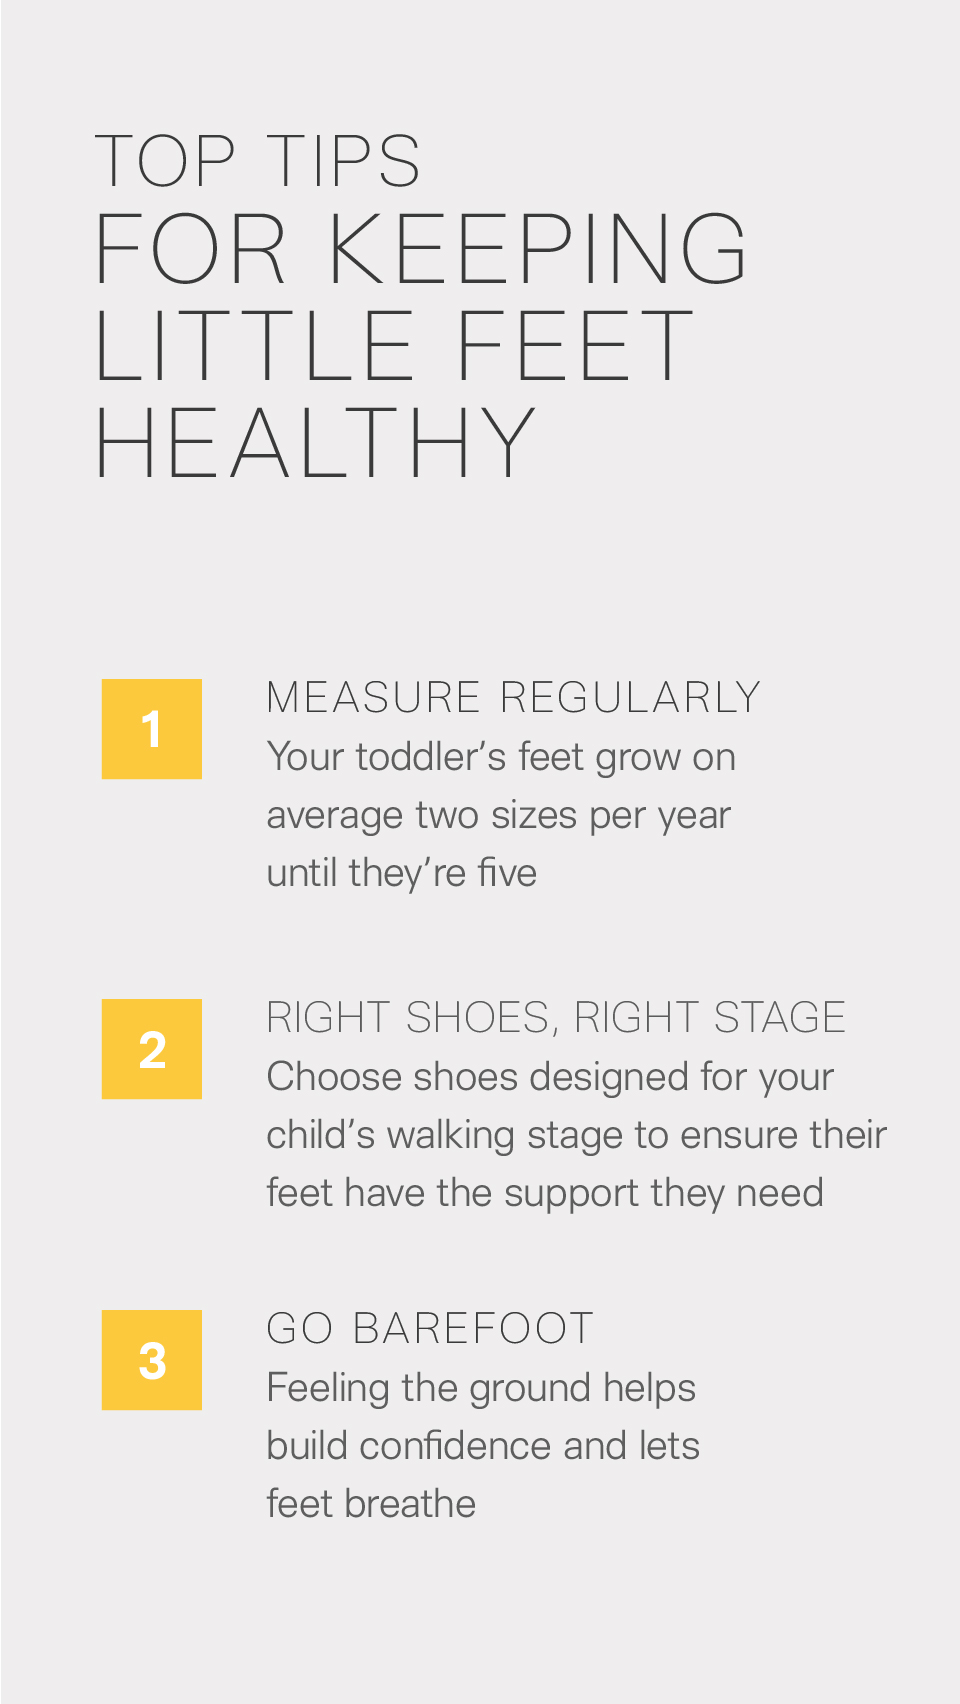 TOP TIPS
FOR KEEPING
LITTLE FEET
HEALTHY
1
MEASURE REGULARLY
Your toddler’s feet grow on
average two sizes per year
until they’re five
2
RIGHT SHOES, RIGHT STAGE
Choose shoes designed for your
child’s walking stage to ensure their
feet have the support they need
3
GO BAREFOOT
Feeling the ground helps
build confidence and lets
feet breathe